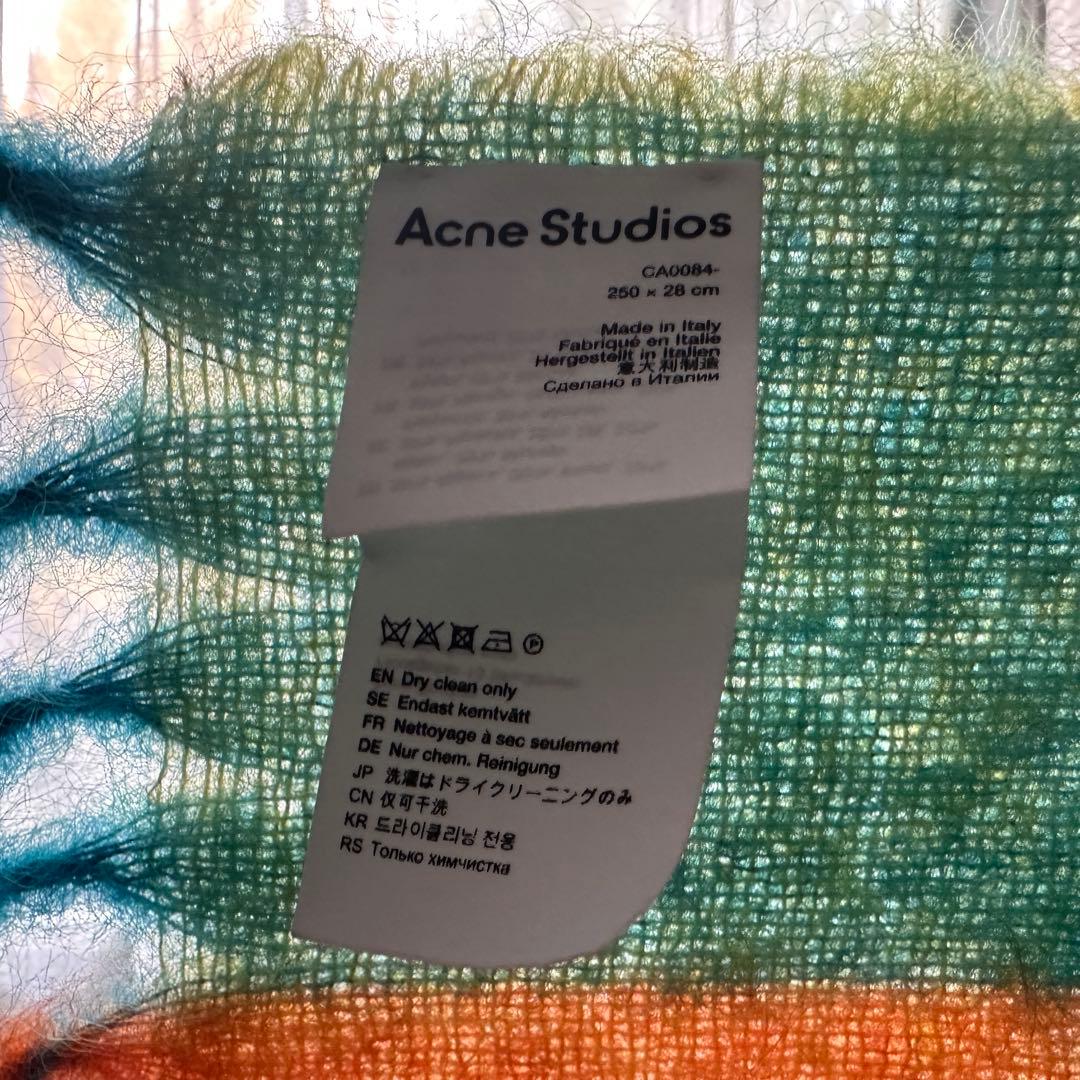 Acne Studios
CA0084-
250 x 28 cm
Made in Italy
Fabriqué en Italie
Hergestellt in Italien
意大利制造
Сделано в Италии
EN Dry clean only
SE Endast kemtvätt
FR Nettoyage à sec seulement
DE Nur chem. Reinigung
JP 洗濯はドライクリーニングのみ
CN 仅可干洗
KR 드라이클리닝 전용
RS Только химчистка